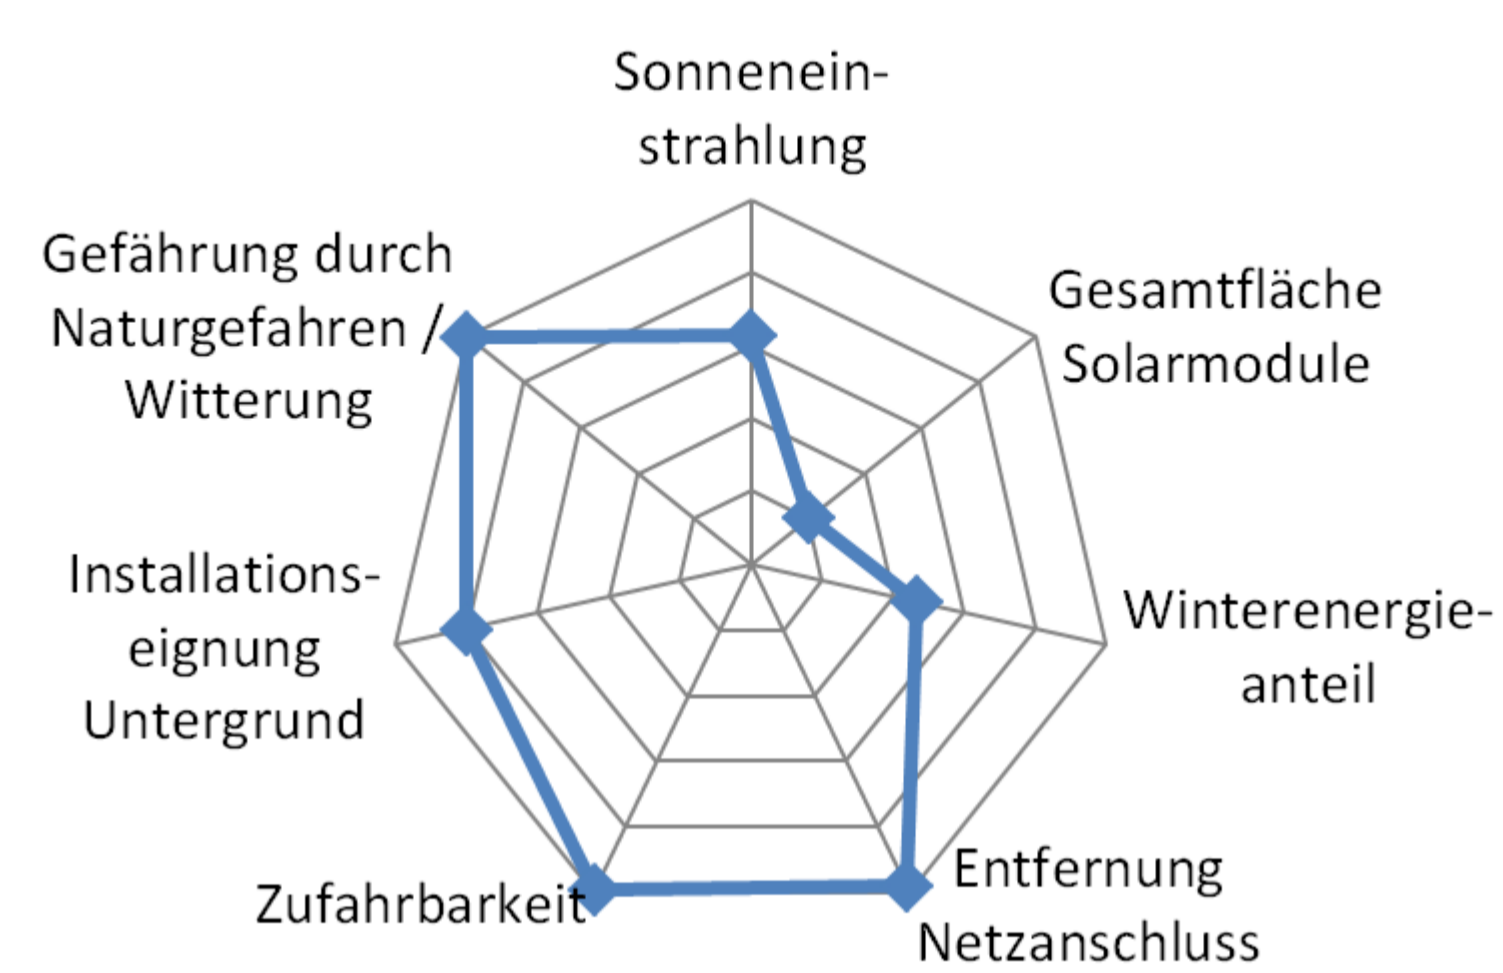 Sonnenein-
strahlung
Gesamtfläche
Solarmodule
Winterenergie-
anteil
Entfernung
Netzanschluss
Zufahrbarkeit
Installations-
eignung
Untergrund
Gefährung durch
Naturgefahren /
Witterung